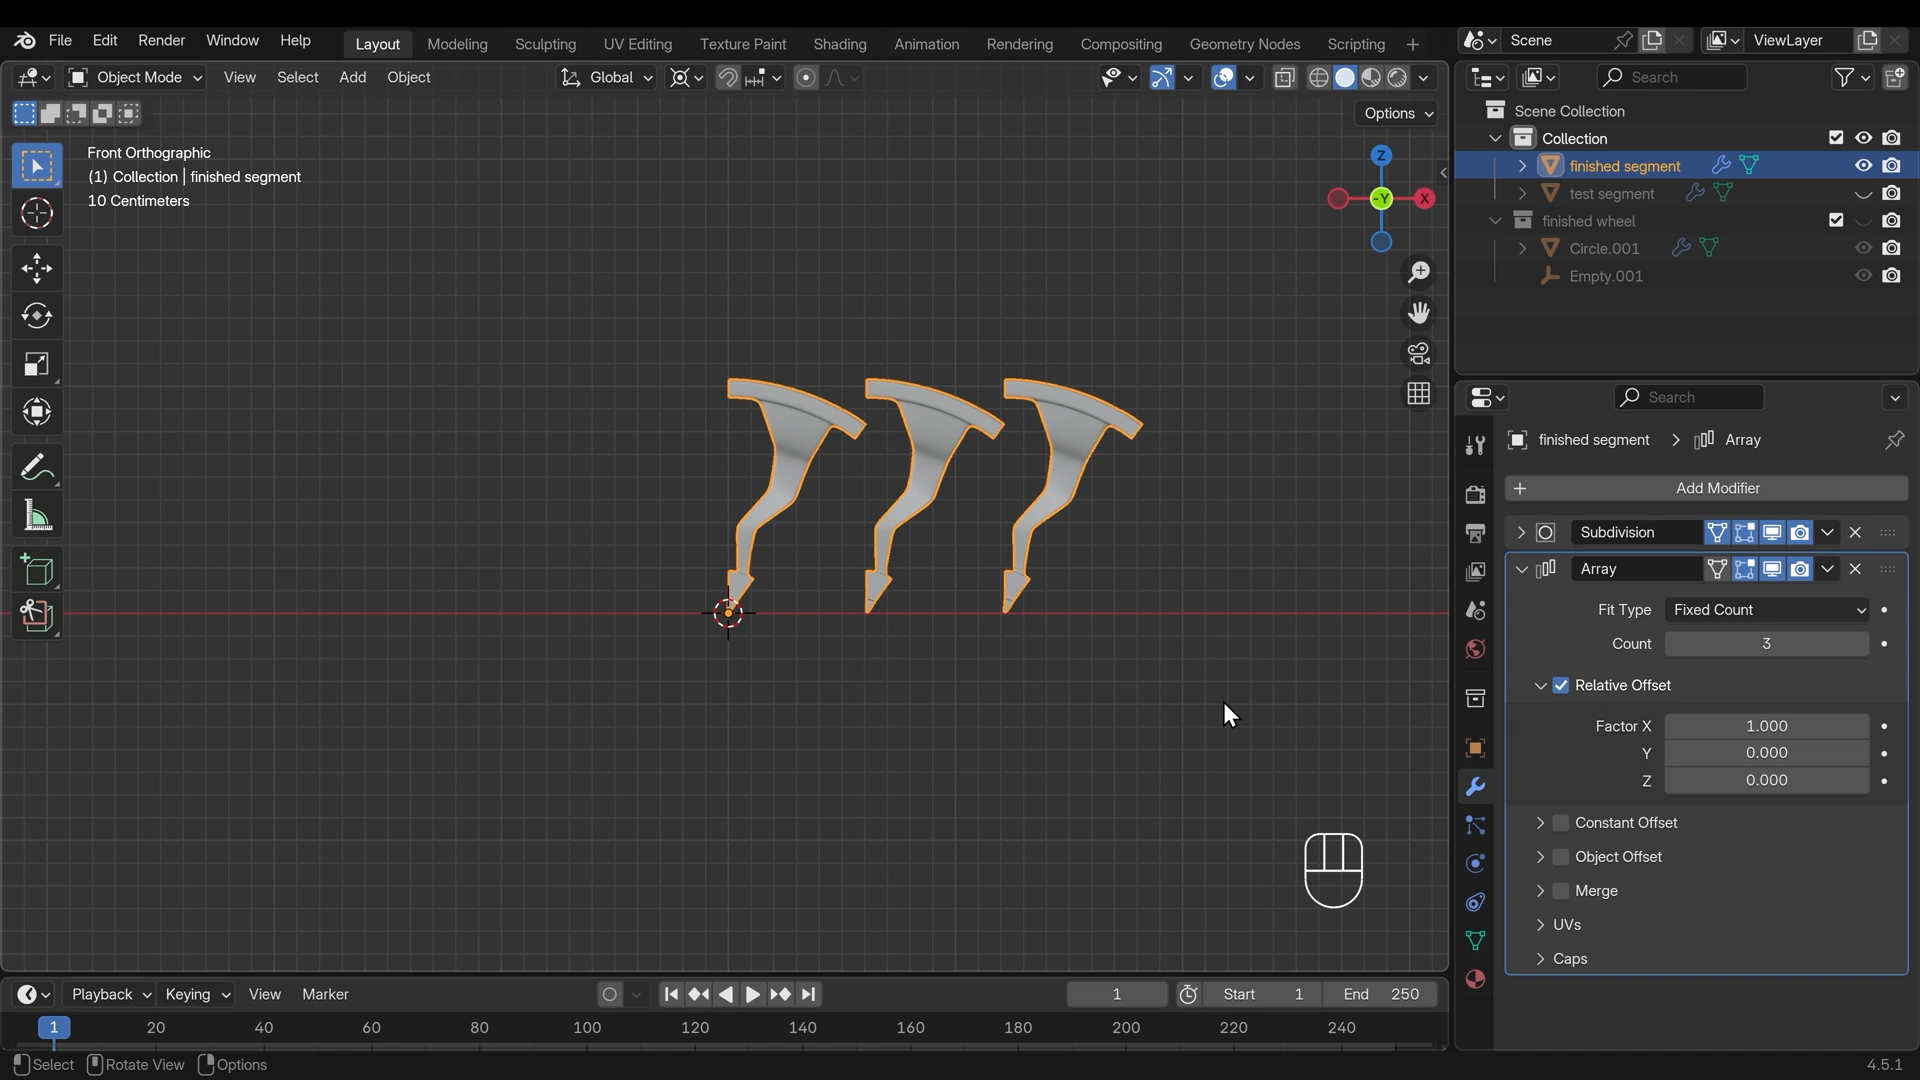 File Edit Render Window Help Layout Modeling Sculpting UV Editing Texture Paint Shading Animation Rendering Compositing Geometry Nodes Scripting + Scene ViewLayer
Object Mode View Select Add Object Global Search
Options
Scene Collection
Collection
finished segment
test segment
finished wheel
Circle.001
Empty.001
Front Orthographic
(1) Collection | finished segment
10 Centimeters
Z
-Y X
Search
finished segment > Array
+ Add Modifier
Subdivision
Array
Fit Type Fixed Count
Count 3
Relative Offset
Factor X 1.000
Y 0.000
Z 0.000
Constant Offset
Object Offset
Merge
UVs
Caps
Playback Keying View Marker 1 Start 1 End 250
1 20 40 60 80 100 120 140 160 180 200 220 240
Select Rotate View Options 4.5.1